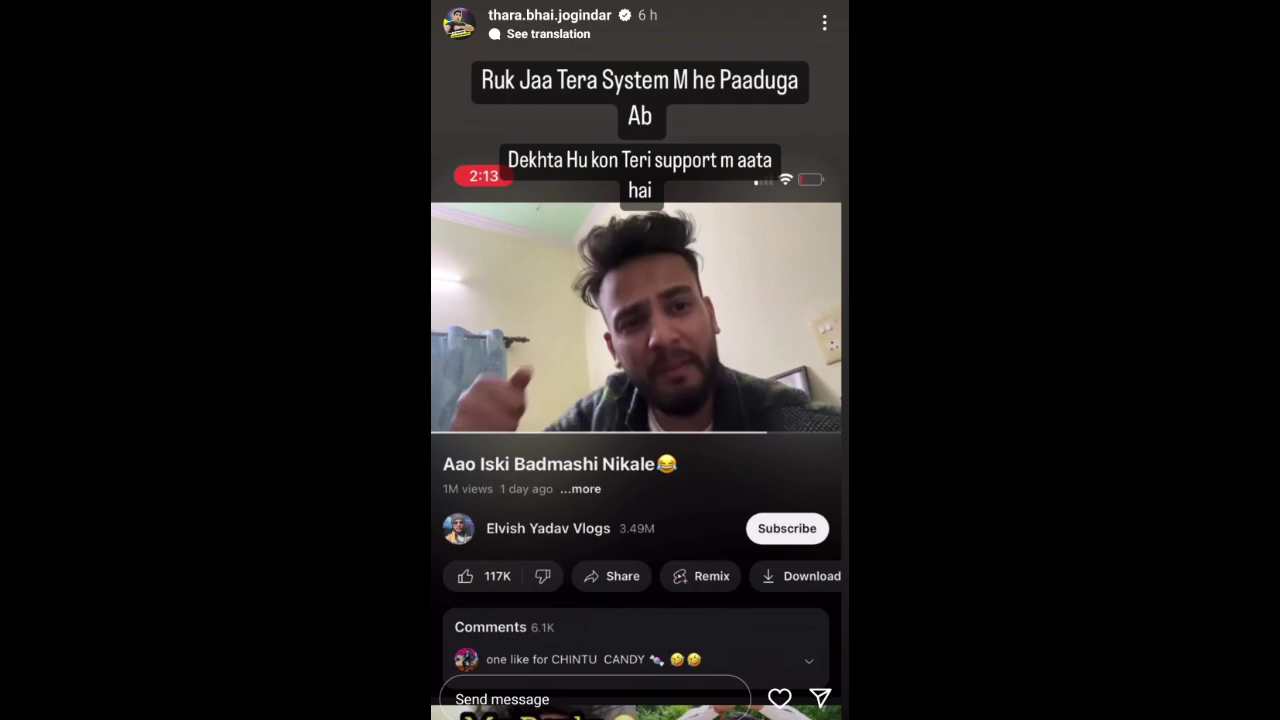 thara.bhai.jogindar 6 h
See translation
Ruk Jaa Tera System M he Paaduga
Ab
Dekhta Hu kon Teri support m aata
hai
2:13
Aao Iski Badmashi Nikale😂
1M views 1 day ago ...more
Elvish Yadav Vlogs 3.49M
Subscribe
117K Share Remix Download
Comments 6.1K
one like for CHINTU CANDY 🍬 🤣🤣
Send message